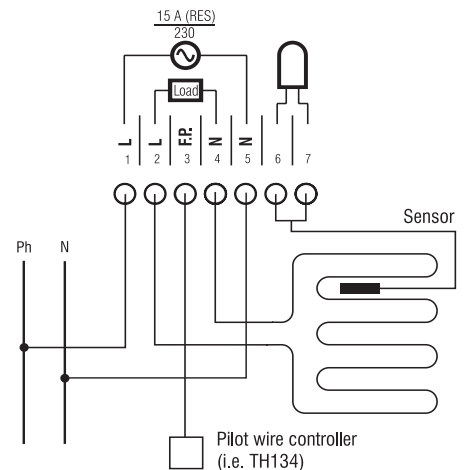 15 A (RES)
230
Load
L L F.P. N N
1 2 3 4 5 6 7
Sensor
Ph N
Pilot wire controller
(i.e. TH134)